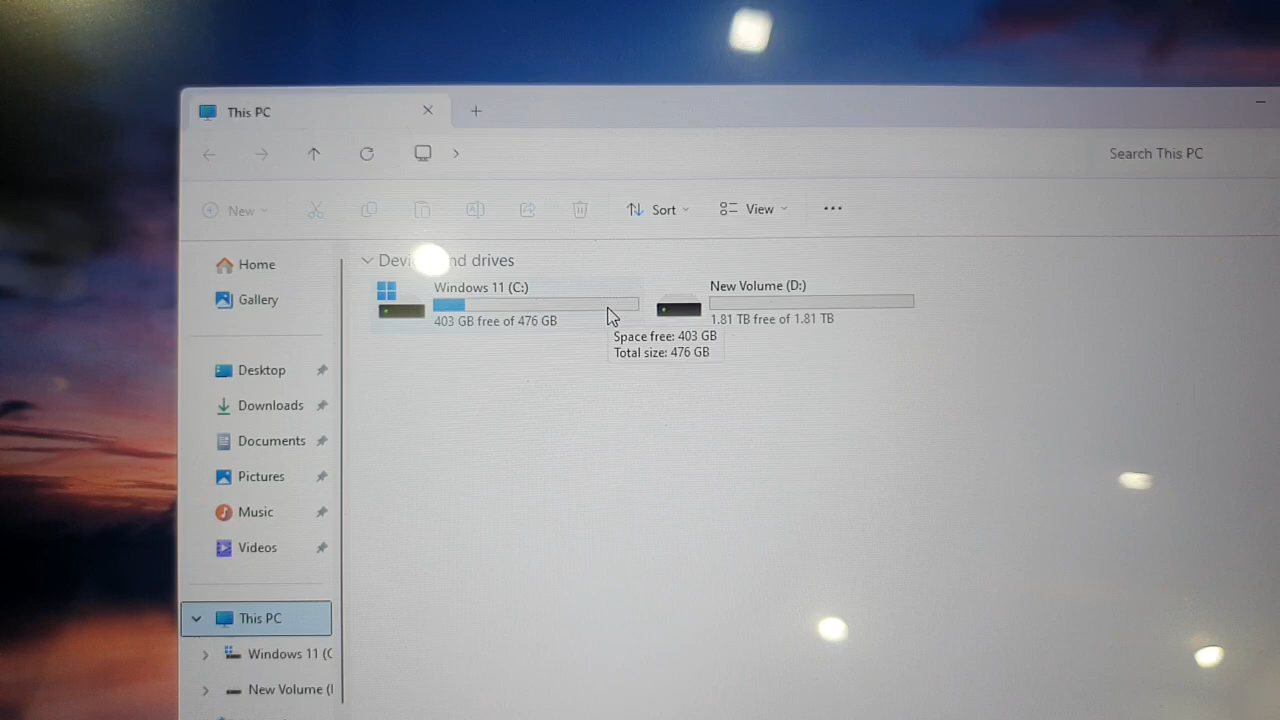 This PC
Search This PC
New
Sort
View
Home
Gallery
Desktop
Downloads
Documents
Pictures
Music
Videos
This PC
Windows 11 (C
New Volume (
nd drives
Windows 11 (C:)
403 GB free of 476 GB
New Volume (D:)
1.81 TB free of 1.81 TB
Space free: 403 GB
Total size: 476 GB